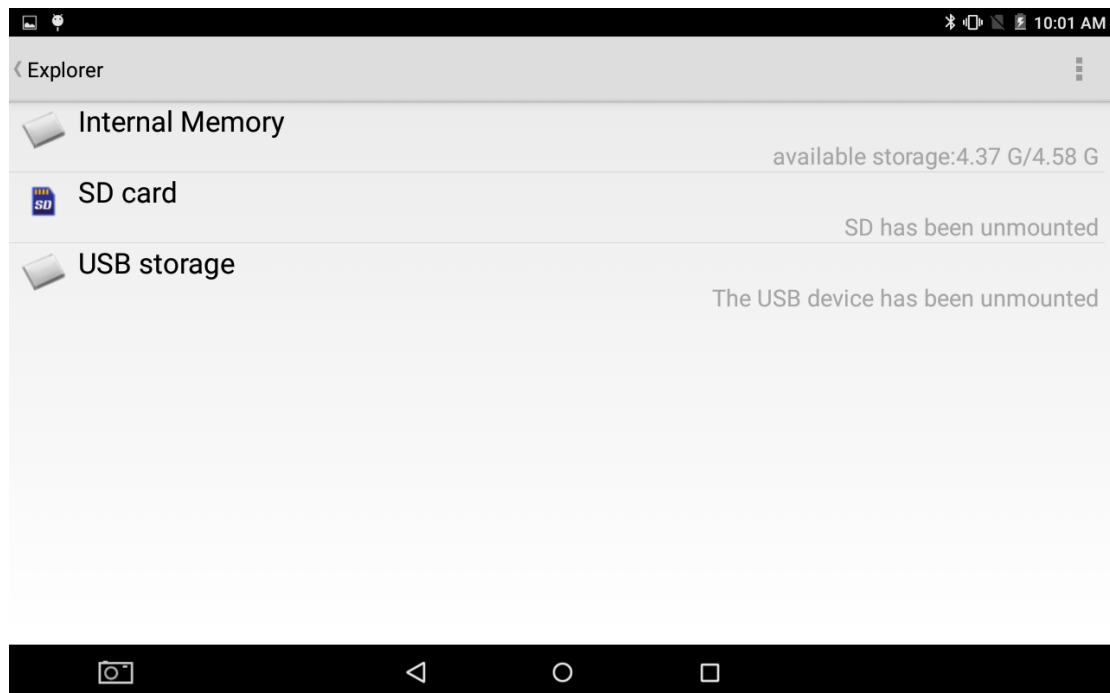 10:01 AM
Explorer
Internal Memory
available storage:4.37 G/4.58 G
SD
SD card
SD has been unmounted
USB storage
The USB device has been unmounted